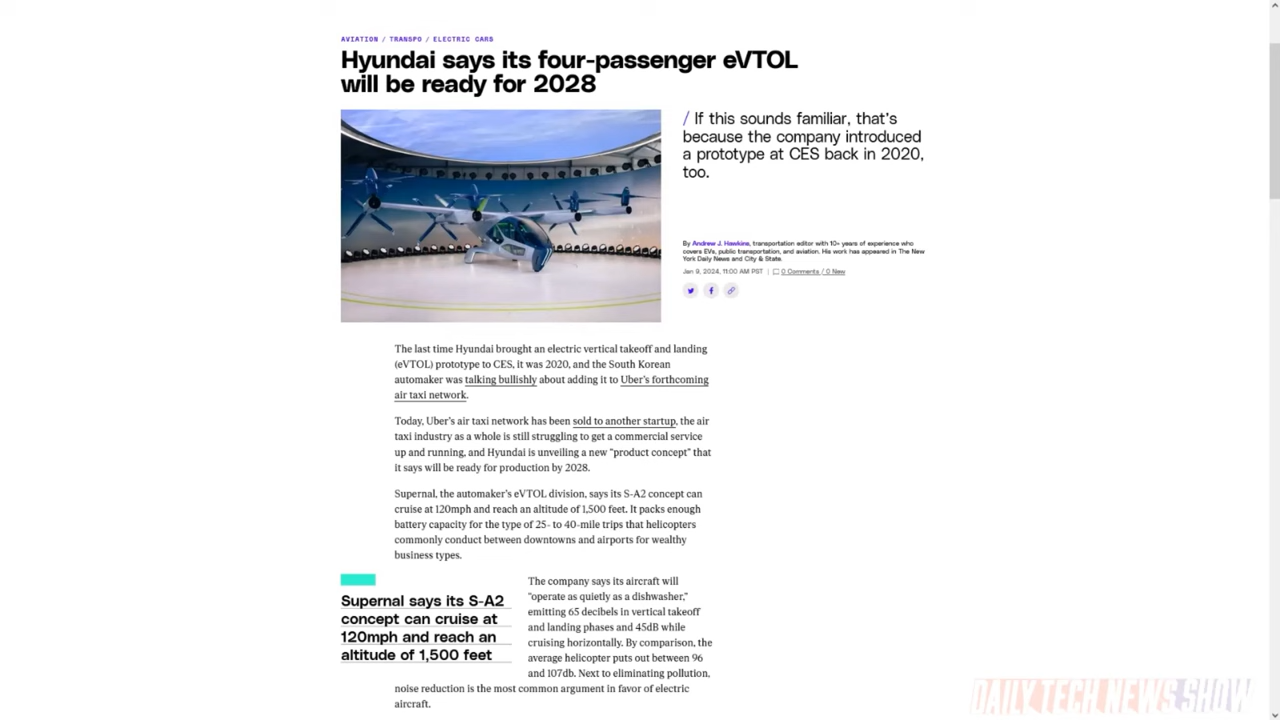 AVIATION / TRANSPO / ELECTRIC CARS
Hyundai says its four-passenger eVTOL
will be ready for 2028
/ If this sounds familiar, that's
because the company introduced
a prototype at CES back in 2020,
too.
By Andrew J. Hawkins, transportation editor with 10+ years of experience who
covers EVs, public transportation, and aviation. His work has appeared in The New
York Daily News and City & State.
Jan 9, 2024, 11:00 AM PST | 0 Comments / 0 New
The last time Hyundai brought an electric vertical takeoff and landing
(eVTOL) prototype to CES, it was 2020, and the South Korean
automaker was talking bullishly about adding it to Uber's forthcoming
air taxi network.
Today, Uber's air taxi network has been sold to another startup, the air
taxi industry as a whole is still struggling to get a commercial service
up and running, and Hyundai is unveiling a new "product concept" that
it says will be ready for production by 2028.
Supernal, the automaker's eVTOL division, says its S-A2 concept can
cruise at 120mph and reach an altitude of 1,500 feet. It packs enough
battery capacity for the type of 25- to 40-mile trips that helicopters
commonly conduct between downtowns and airports for wealthy
business types.
Supernal says its S-A2
concept can cruise at
120mph and reach an
altitude of 1,500 feet
The company says its aircraft will
"operate as quietly as a dishwasher,"
emitting 65 decibels in vertical takeoff
and landing phases and 45dB while
cruising horizontally. By comparison, the
average helicopter puts out between 96
and 107db. Next to eliminating pollution,
noise reduction is the most common argument in favor of electric
aircraft.
DAILY TECH NEWS SHOW